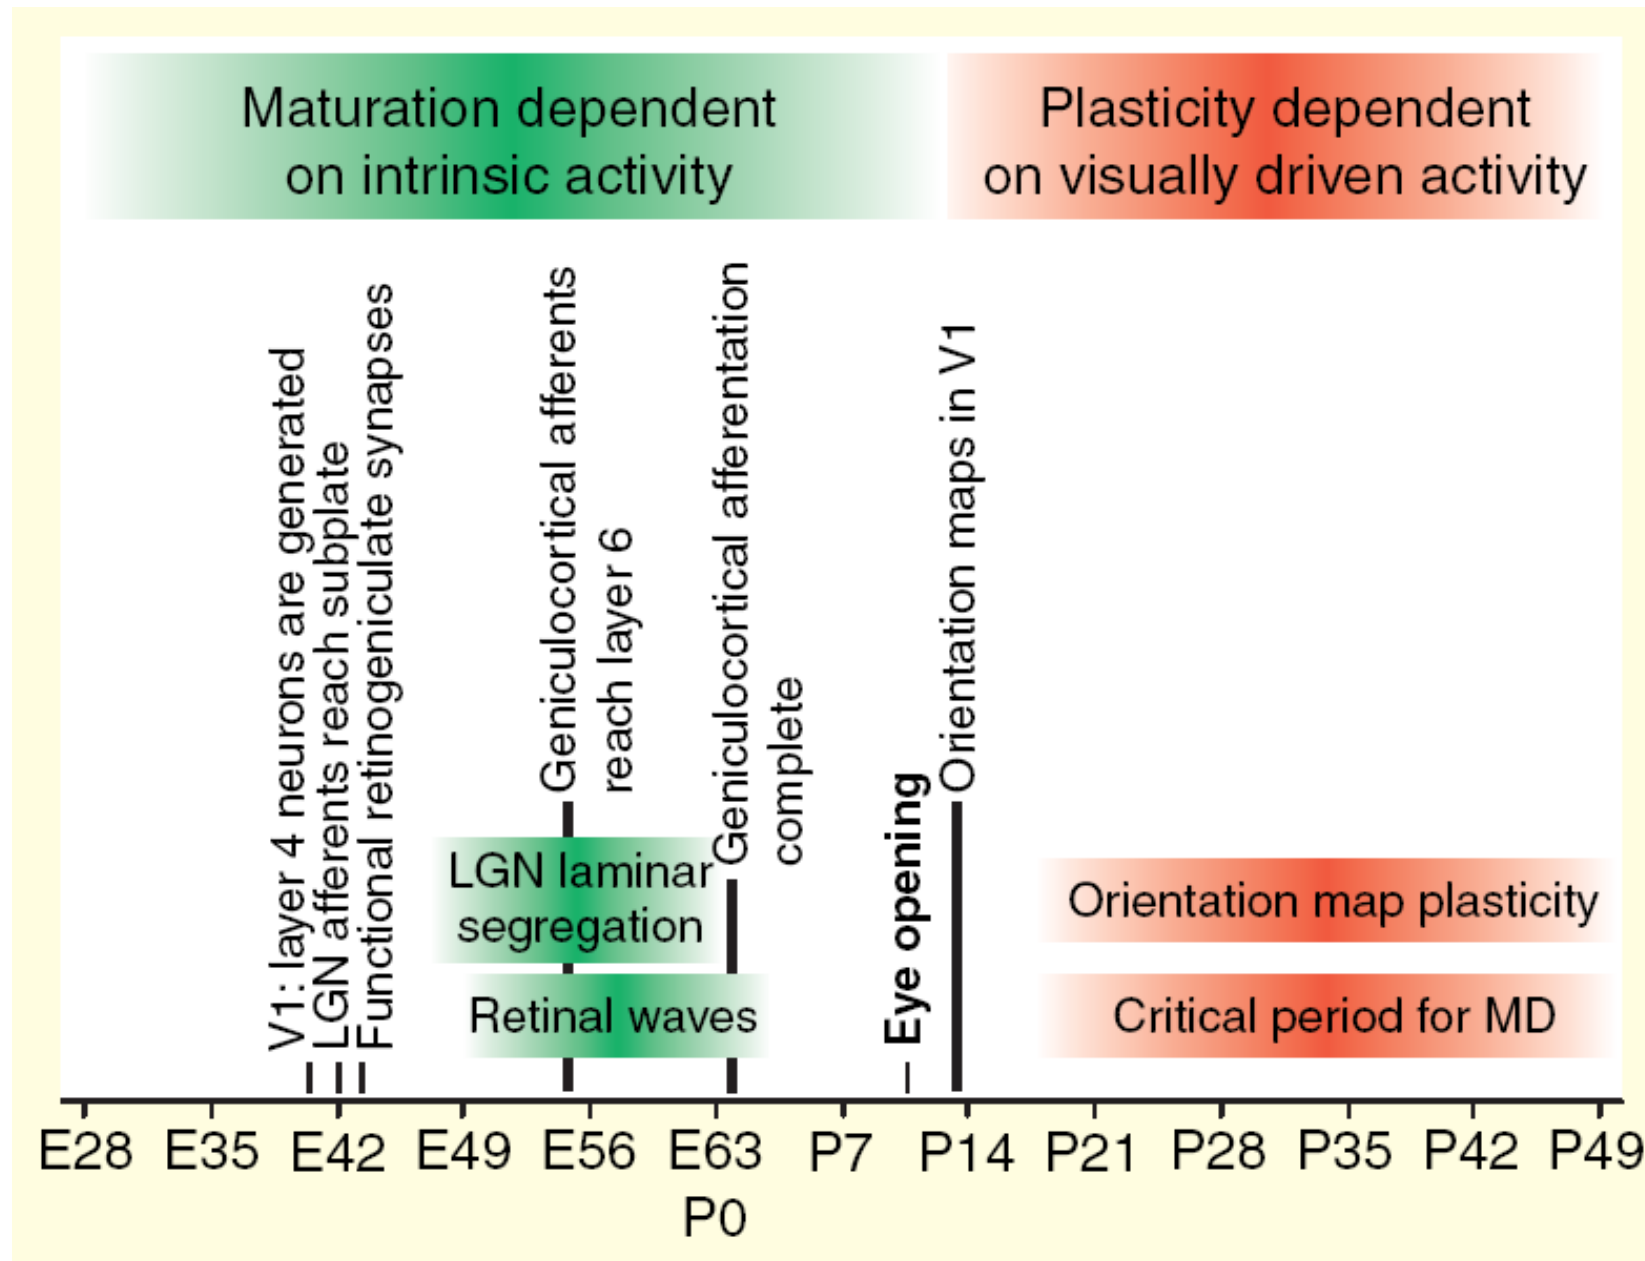 Maturation dependent
on intrinsic activity
Plasticity dependent
on visually driven activity
V1: layer 4 neurons are generated
LGN afferents reach subplate
Functional retinogeniculate synapses
Geniculocortical afferents
reach layer 6
Geniculocortical afferentation
complete
Eye opening
Orientation maps in V1
LGN laminar
segregation
Retinal waves
Orientation map plasticity
Critical period for MD
E28 E35 E42 E49 E56 E63 P7 P14 P21 P28 P35 P42 P49
P0